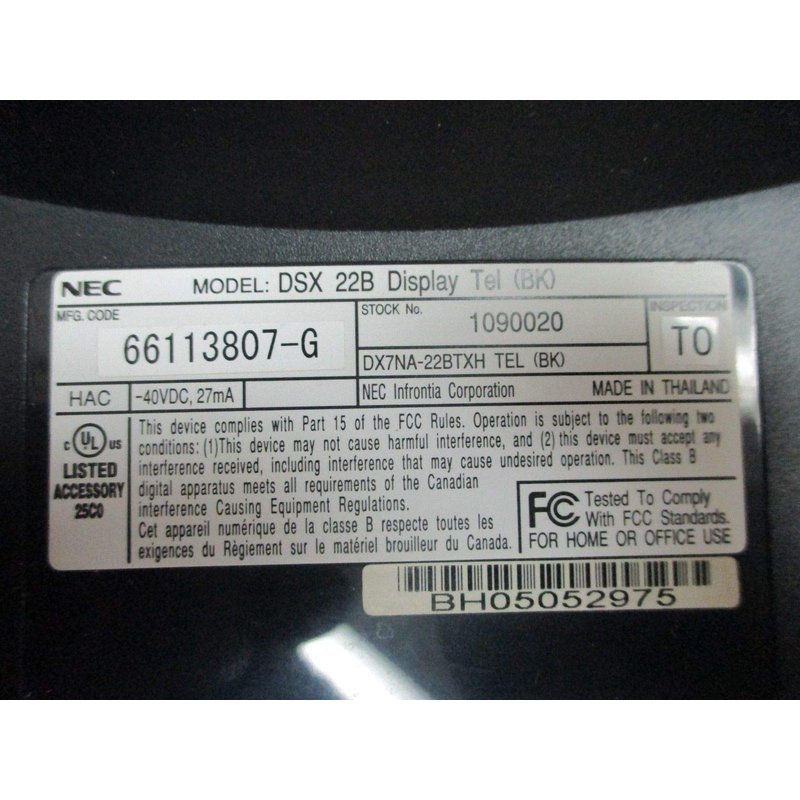 NEC MODEL: DSX 22B Display Tel (BK)
MFG. CODE
66113807-G
STOCK No.
1090020
INSPECTION
TO
DX7NA-22BTXH TEL (BK)
HAC -40VDC, 27mA
NEC Infrontia Corporation MADE IN THAILAND
c UL us
LISTED
ACCESSORY
25C0
This device complies with Part 15 of the FCC Rules. Operation is subject to the following two
conditions: (1)This device may not cause harmful interference, and (2) this device must accept any
interference received, including interference that may cause undesired operation. This Class B
digital apparatus meets all requirements of the Canadian
interference Causing Equipment Regulations.
Cet appareil numérique de la classe B respecte toutes les
exigences du Règiement sur le matériel brouilleur du Canada.
FC Tested To Comply
With FCC Standards.
FOR HOME OR OFFICE USE
BH05052975